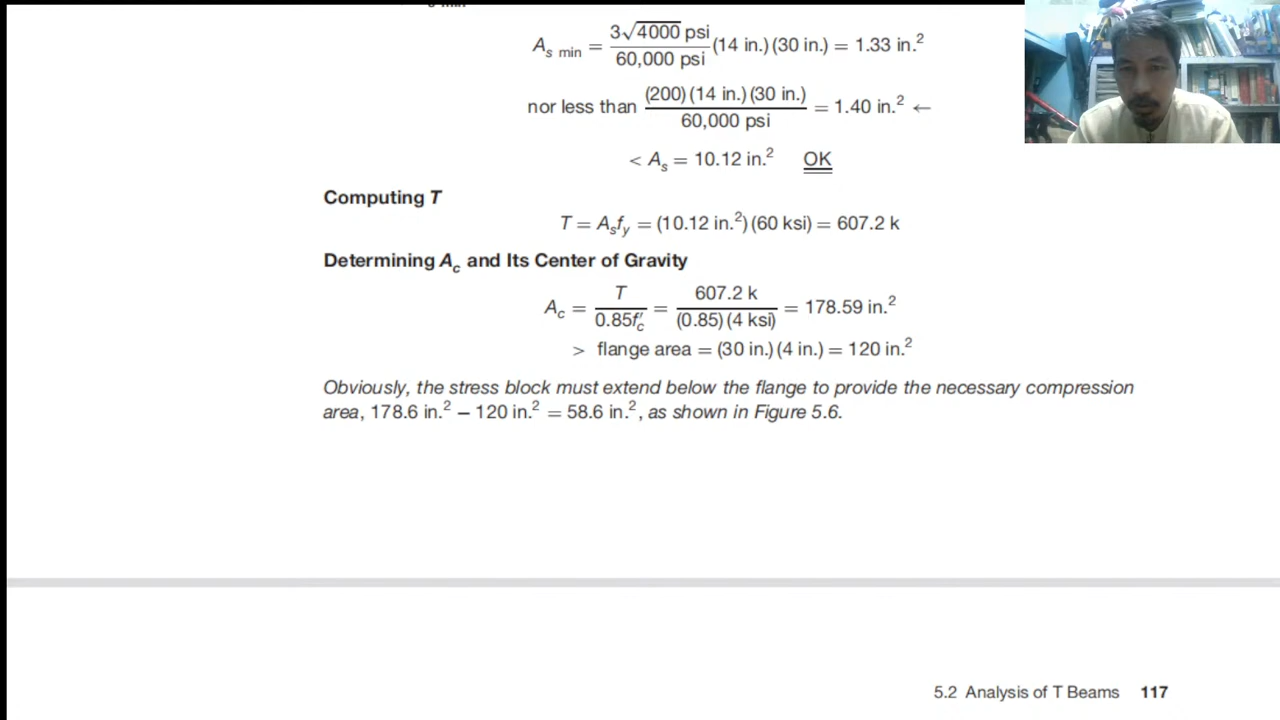 A_s min = 3√4000 psi / 60,000 psi (14 in.) (30 in.) = 1.33 in.²
nor less than (200) (14 in.) (30 in.) / 60,000 psi = 1.40 in.² ←
< A_s = 10.12 in.² OK
Computing T
T = A_s f_y = (10.12 in.²) (60 ksi) = 607.2 k
Determining A_c and Its Center of Gravity
A_c = T / 0.85f'_c = 607.2 k / (0.85) (4 ksi) = 178.59 in.²
> flange area = (30 in.) (4 in.) = 120 in.²
Obviously, the stress block must extend below the flange to provide the necessary compression
area, 178.6 in.² – 120 in.² = 58.6 in.², as shown in Figure 5.6.
5.2 Analysis of T Beams 117